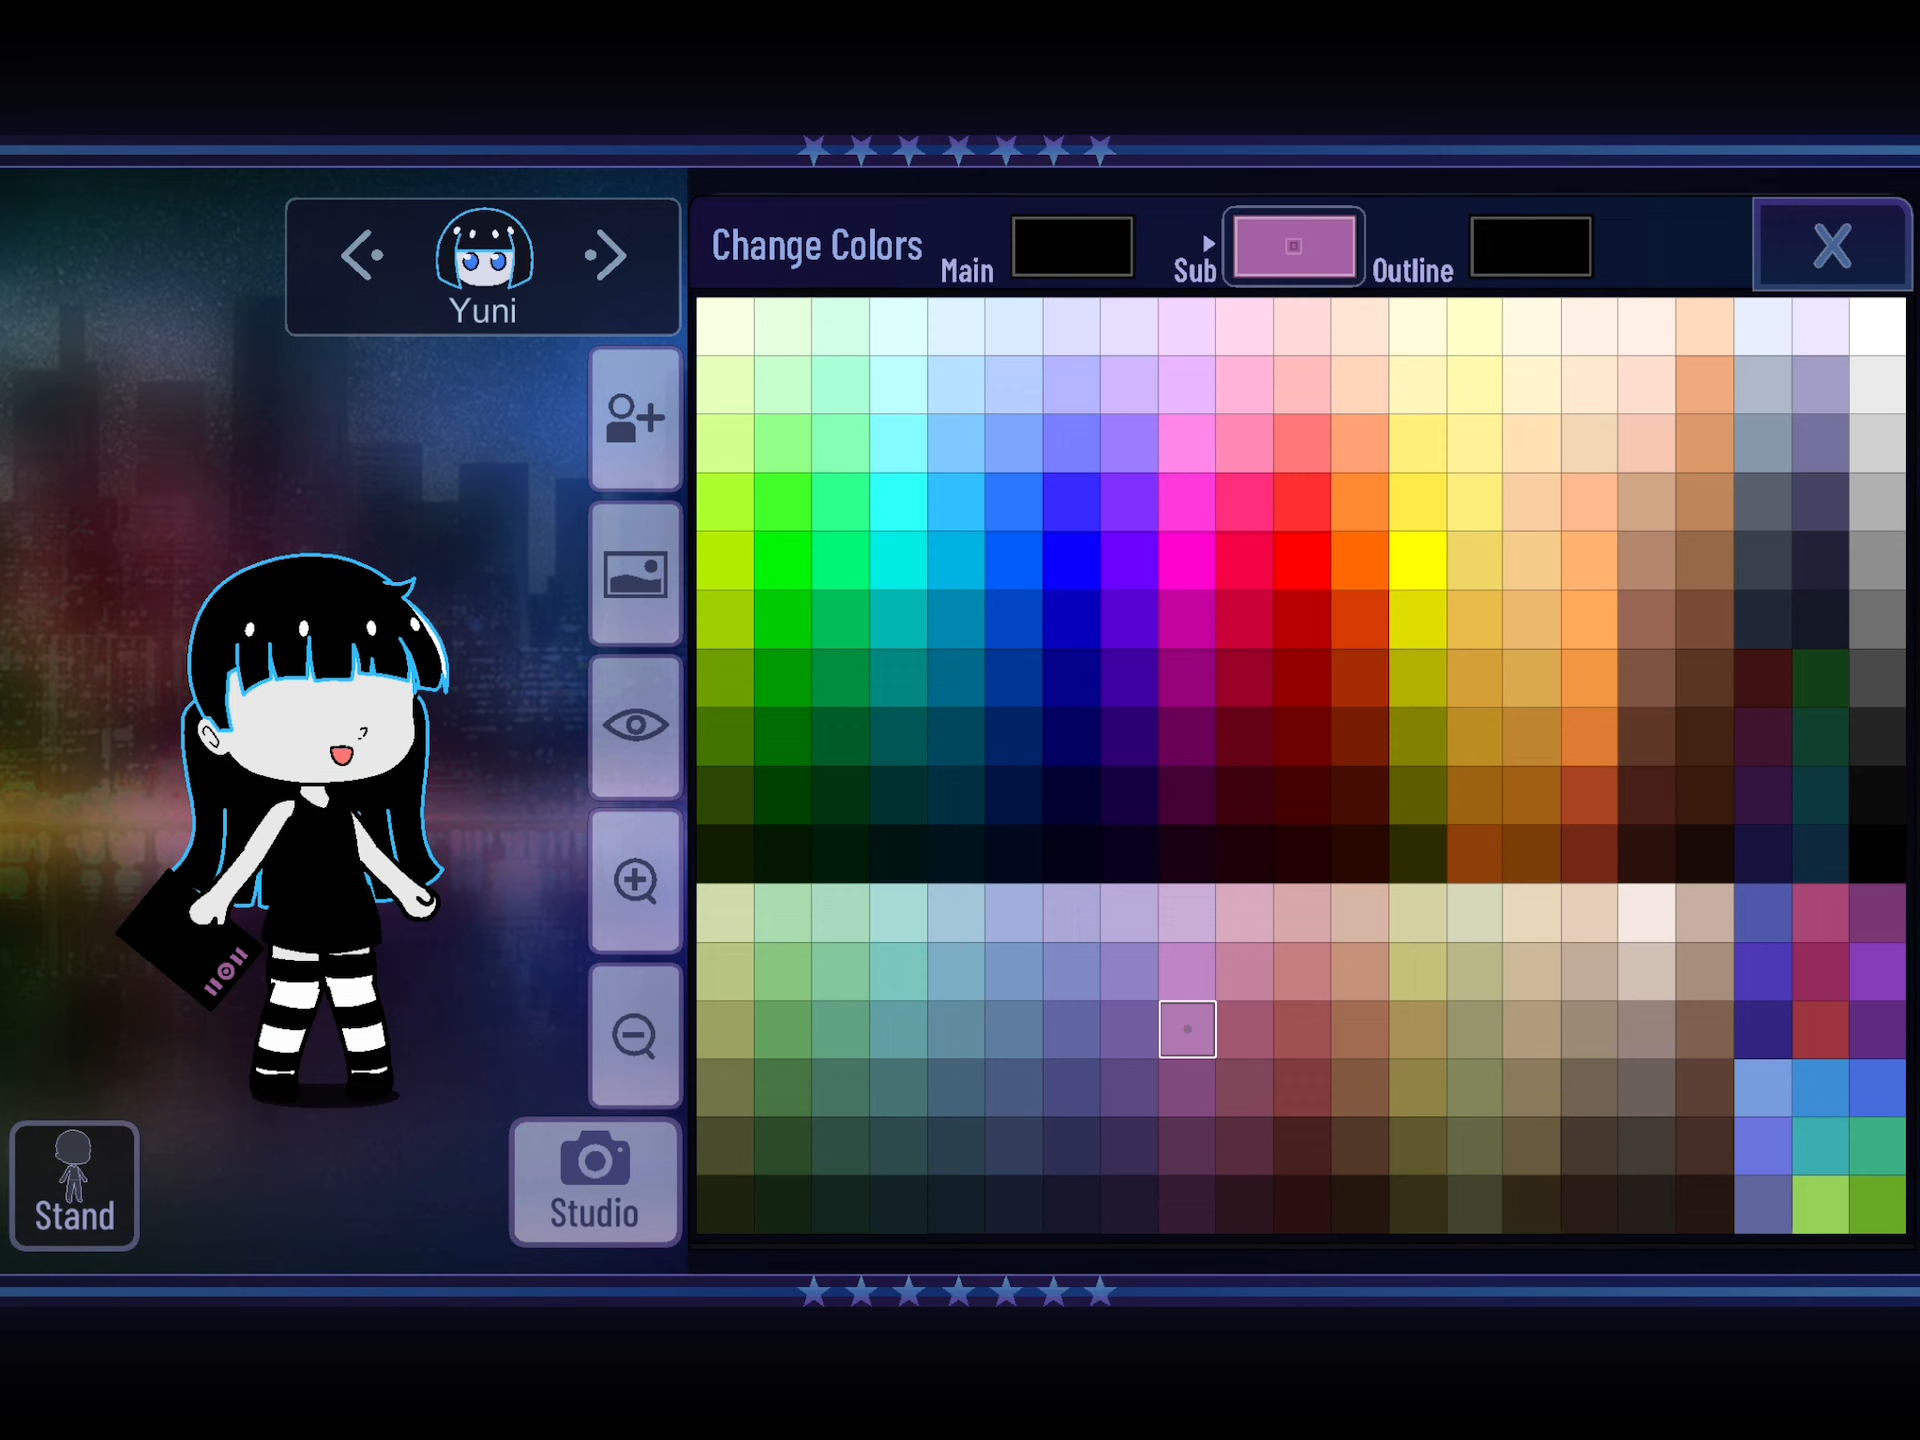 Change Colors
Main
Sub
Outline
X
Yuni
Stand
Studio